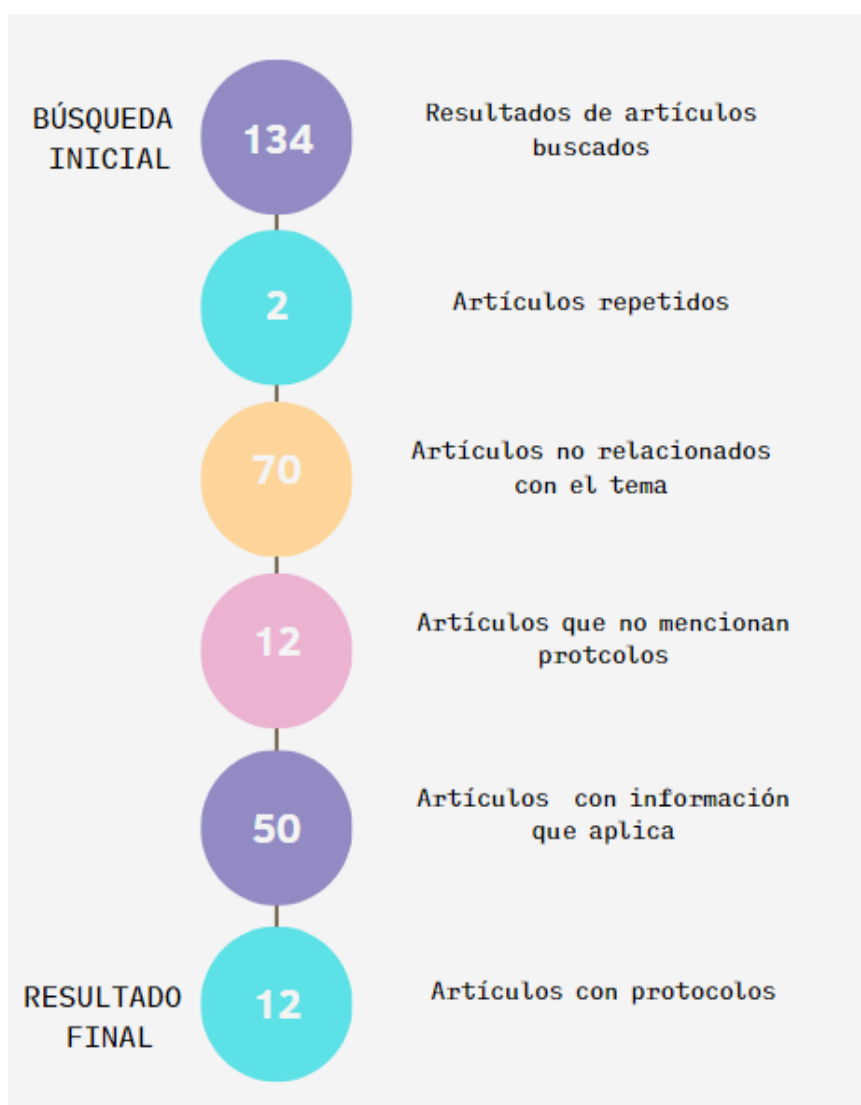 BÚSQUEDA
INICIAL
134
Resultados de artículos
buscados
2
Artículos repetidos
70
Artículos no relacionados
con el tema
12
Artículos que no mencionan
protcolos
50
Artículos con información
que aplica
RESULTADO
FINAL
12
Artículos con protocolos